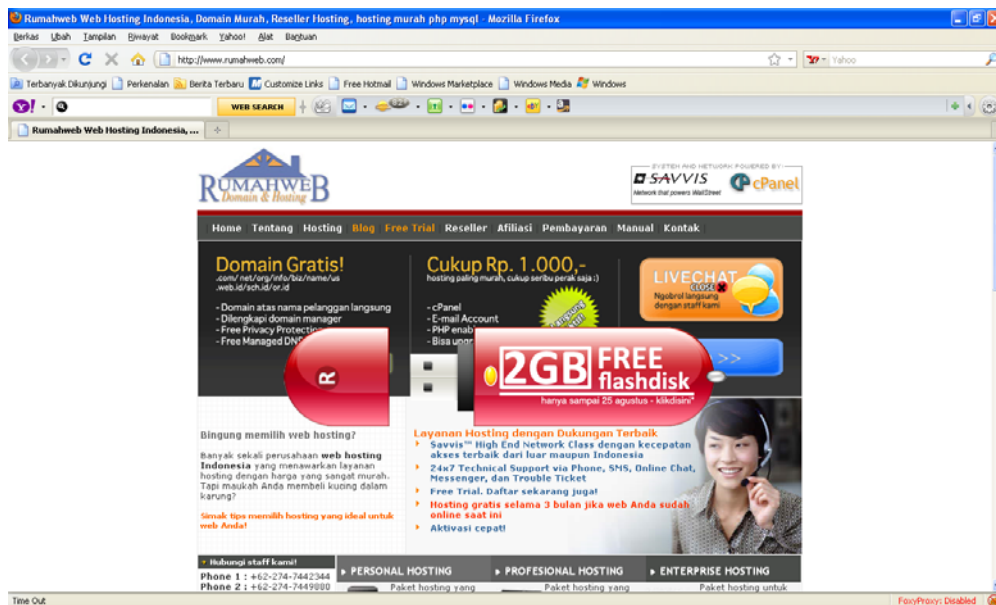 Rumahweb Web Hosting Indonesia, Domain Murah, Reseller Hosting, hosting murah php mysql - Mozilla Firefox
Berkas Ubah Tampilan Riwayat Bookmark Yahoo! Alat Bantuan
http://www.rumahweb.com/
Yahoo
Terbanyak Dikunjungi Perkenalan Berita Terbaru Customize Links Free Hotmail Windows Marketplace Windows Media Windows
WEB SEARCH
Rumahweb Web Hosting Indonesia, ...
RUMAHWEB
Domain & Hosting
SYSTEM AND NETWORK POWERED BY:
SAVVIS
Network that powers WallStreet
cPanel
Home Tentang Hosting Blog Free Trial Reseller Afiliasi Pembayaran Manual Kontak
Domain Gratis!
.com/ net/org/info/biz/name/us
.web.id/sch.id/or.id
- Domain atas nama pelanggan langsung
- Dilengkapi domain manager
- Free Privacy Protection
- Free Managed DNS
Cukup Rp. 1.000,-
hosting paling murah, cukup seribu perak saja :)
- cPanel
- E-mail Account
- PHP enab
- Bisa upgr
LIVECHAT
CLOSE
Ngobrol langsung
dengan staff kami
>>
R
2GB FREE
flashdisk
hanya sampai 25 agustus - klikdisini*
Bingung memilih web hosting?
Banyak sekali perusahaan web hosting
Indonesia yang menawarkan layanan
hosting dengan harga yang sangat murah.
Tapi maukah Anda membeli kucing dalam
karung?
Simak tips memilih hosting yang ideal untuk
web Anda!
Layanan Hosting dengan Dukungan Terbaik
Savvis™ High End Network Class dengan kecepatan
akses terbaik dari luar maupun Indonesia
24x7 Technical Support via Phone, SMS, Online Chat,
Messenger, dan Trouble Ticket
Free Trial. Daftar sekarang juga!
Hosting gratis selama 3 bulan jika web Anda sudah
online saat ini
Aktivasi cepat!
Hubungi staff kami!
Phone 1 : +62-274-7442344
Phone 2 : +62-274-7449880
PERSONAL HOSTING
Paket hosting yang
PROFESIONAL HOSTING
Paket hosting yang
ENTERPRISE HOSTING
Paket hosting untuk
Time Out
FoxyProxy: Disabled